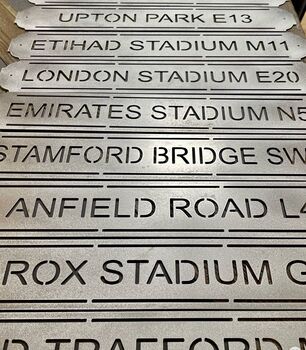 UPTON PARK E13
ETIHAD STADIUM M11
LONDON STADIUM E20
EMIRATES STADIUM N5
STAMFORD BRIDGE SW
ANFIELD ROAD L4
ROX STADIUM G
D TRAFFORD